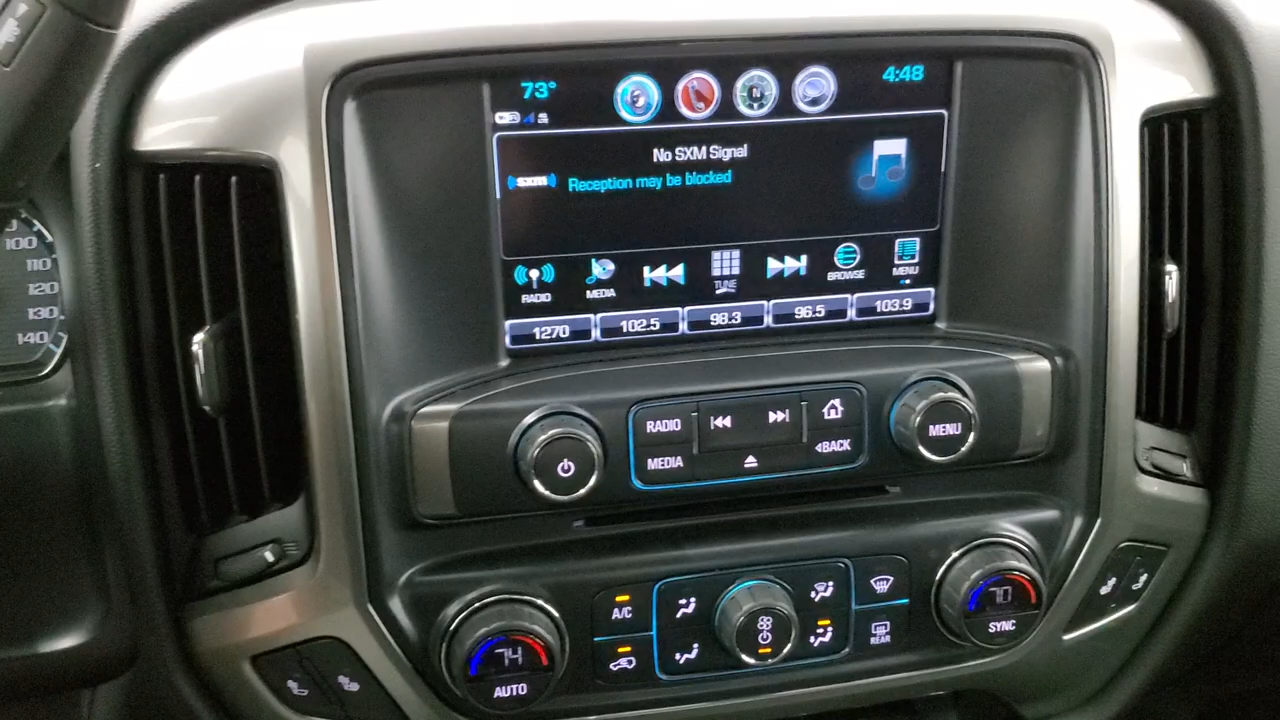 73°
4:48
N
4G
LTE
No SXM Signal
SXM
Reception may be blocked
RADIO
MEDIA
TUNE
BROWSE
MENU
1270
102.5
98.3
96.5
103.9
100
110
120
130
140
RADIO
MEDIA
BACK
MENU
A/C
REAR
74
AUTO
70
SYNC